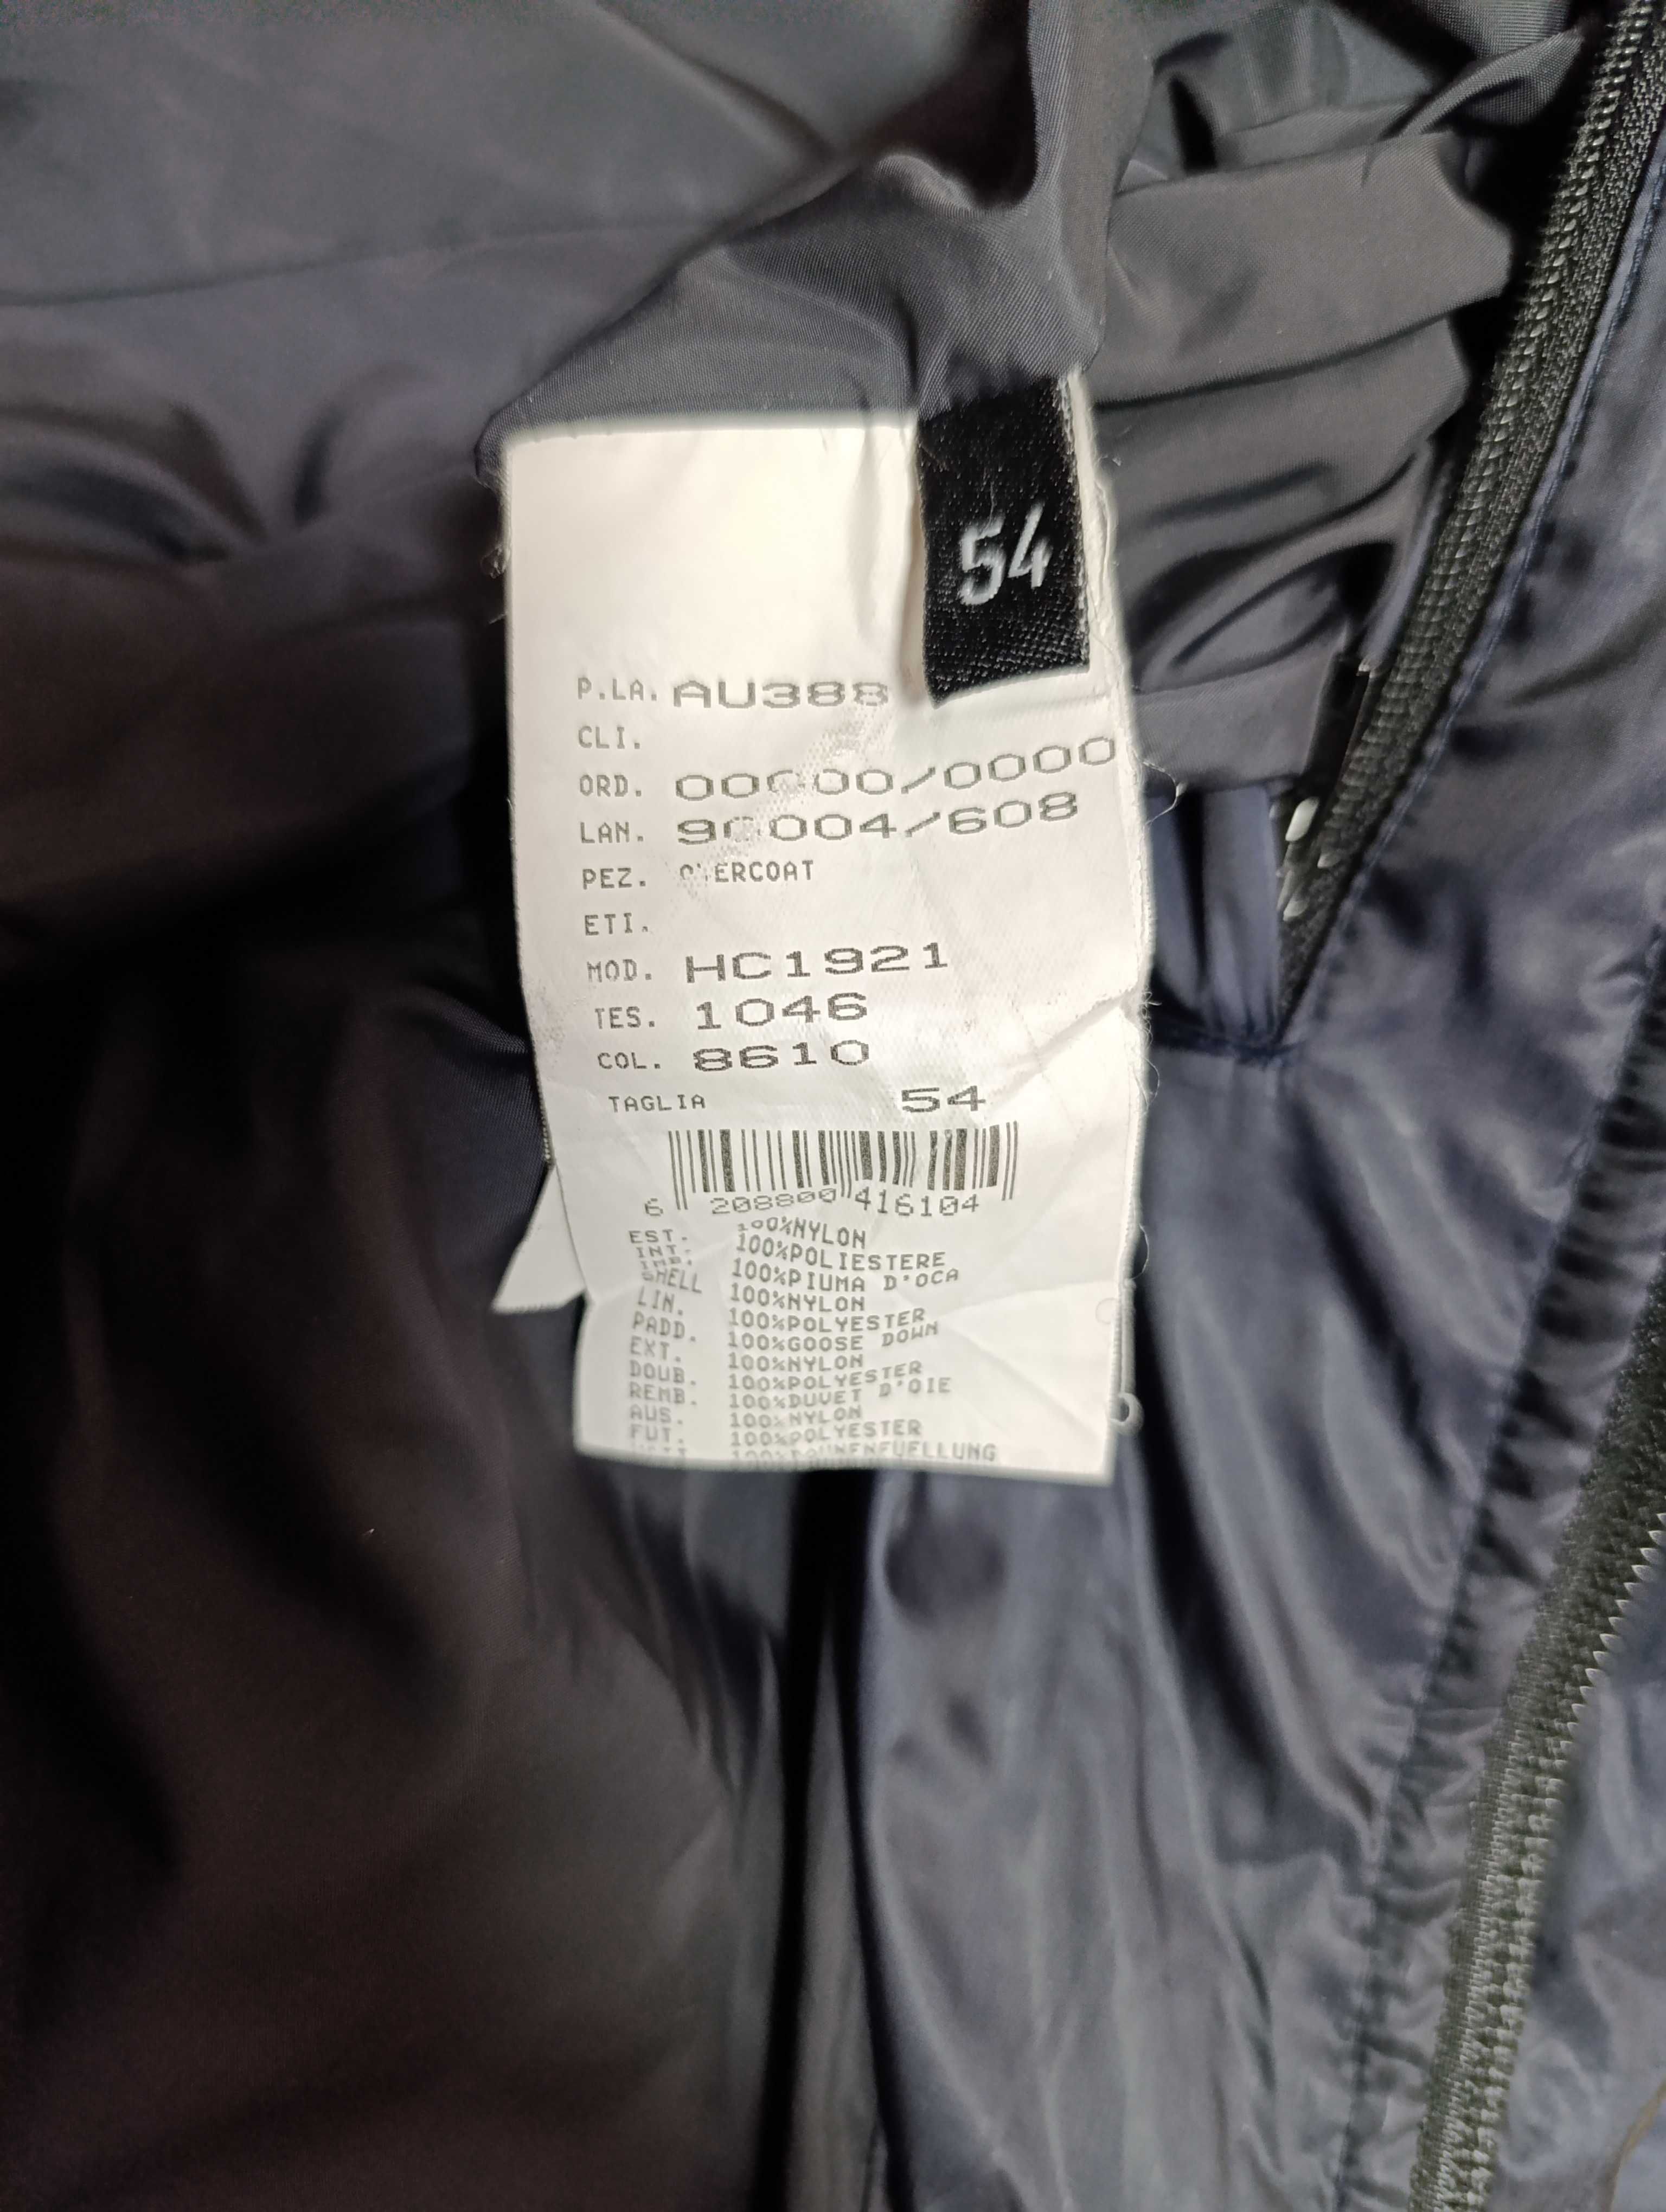 54
P.LA. AU388
CLI.
ORD. 00000/0000
LAN. 90004/608
PEZ. OVERCOAT
ETI.
MOD. HC1921
TES. 1046
COL. 8610
TAGLIA 54
6 208800 416104
EST. 100%NYLON
INT. 100%POLIESTERE
IMB. 100%PIUMA D'OCA
SHELL 100%NYLON
LIN. 100%POLYESTER
PADD. 100%GOOSE DOWN
EXT. 100%NYLON
DOUB. 100%POLYESTER
REMB. 100%DUVET D'OIE
AUS. 100%NYLON
FUT. 100%POLYESTER
100%DAUNENFUELLUNG